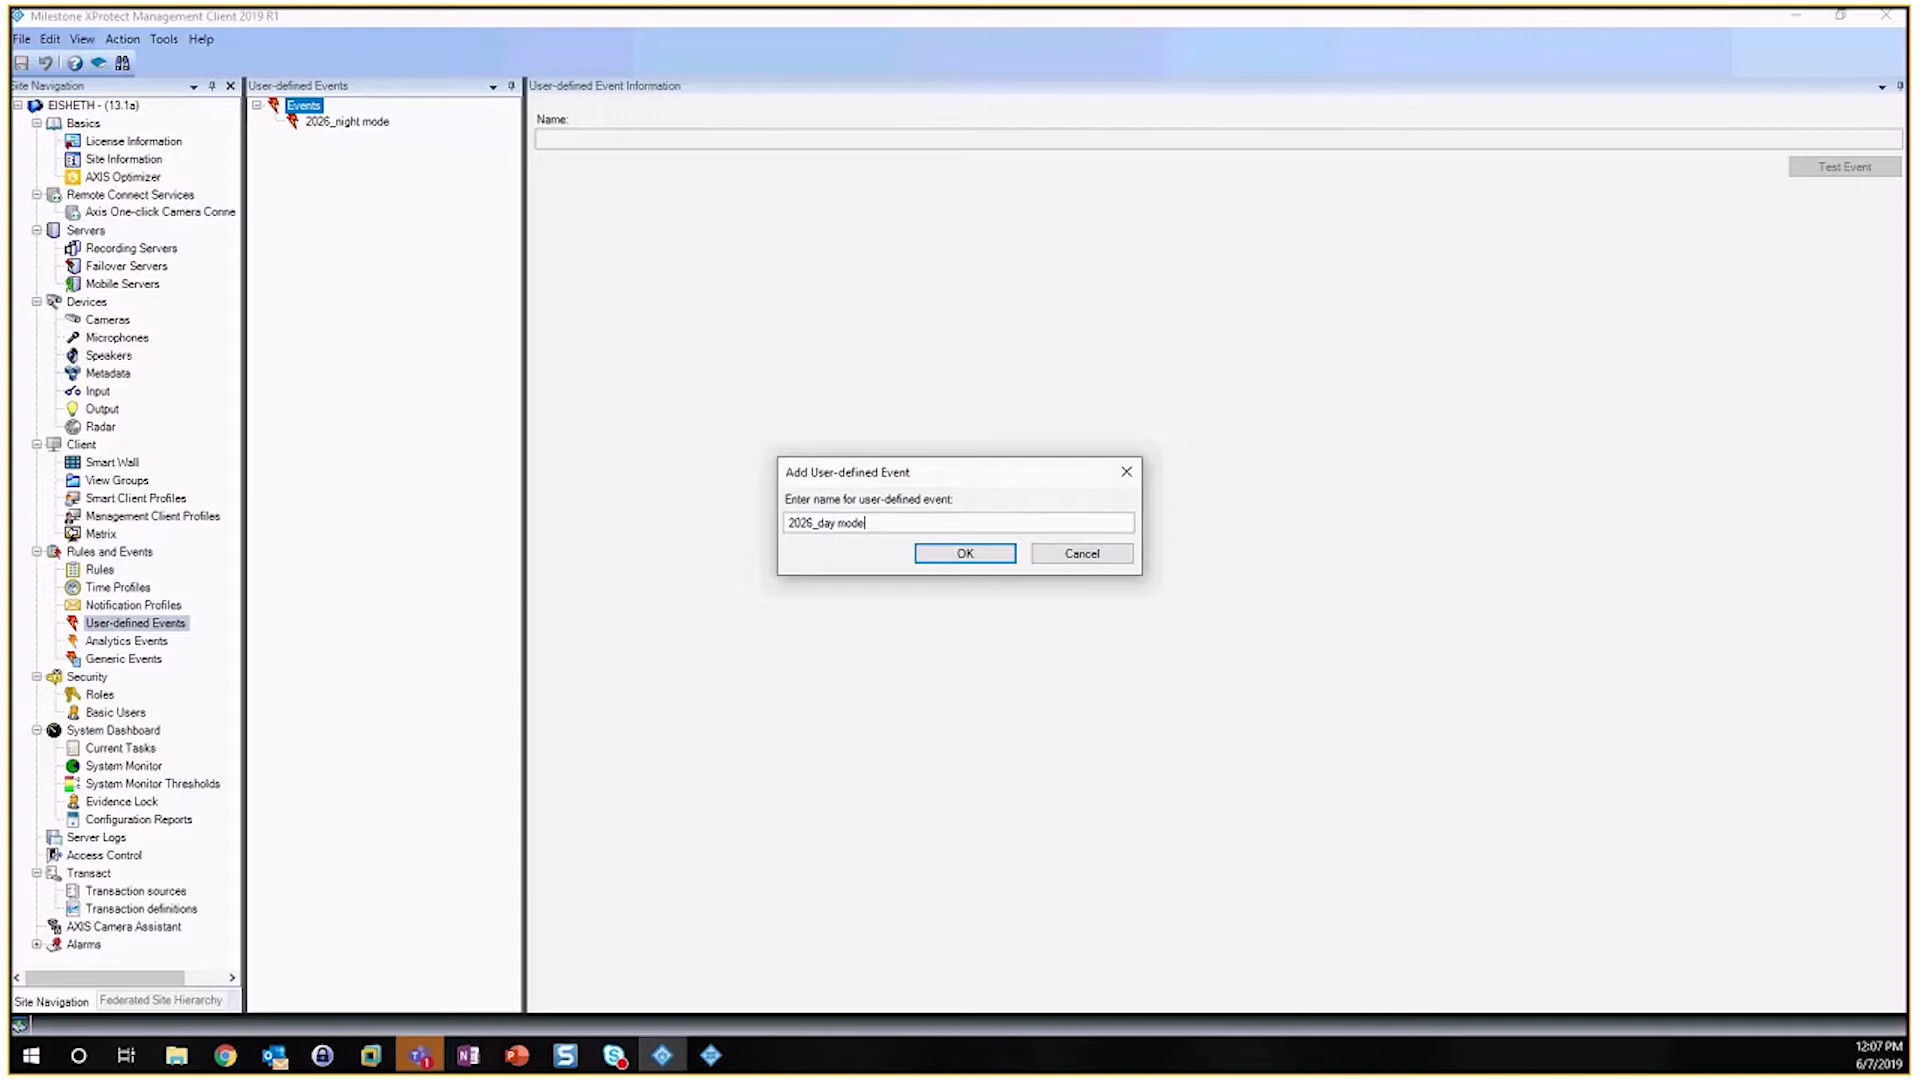 Milestone XProtect Management Client 2019 R1
File Edit View Action Tools Help
Site Navigation
EISHETH - (13.1a)
Basics
License Information
Site Information
AXIS Optimizer
Remote Connect Services
Axis One-click Camera Conne
Servers
Recording Servers
Failover Servers
Mobile Servers
Devices
Cameras
Microphones
Speakers
Metadata
Input
Output
Radar
Client
Smart Wall
View Groups
Smart Client Profiles
Management Client Profiles
Matrix
Rules and Events
Rules
Time Profiles
Notification Profiles
User-defined Events
Analytics Events
Generic Events
Security
Roles
Basic Users
System Dashboard
Current Tasks
System Monitor
System Monitor Thresholds
Evidence Lock
Configuration Reports
Server Logs
Access Control
Transact
Transaction sources
Transaction definitions
AXIS Camera Assistant
Alarms
Site Navigation Federated Site Hierarchy
User-defined Events
Events
2026_night mode
User-defined Event Information
Name:
Test Event
Add User-defined Event
Enter name for user-defined event:
2026_day mode
OK Cancel
12:07 PM
6/7/2019